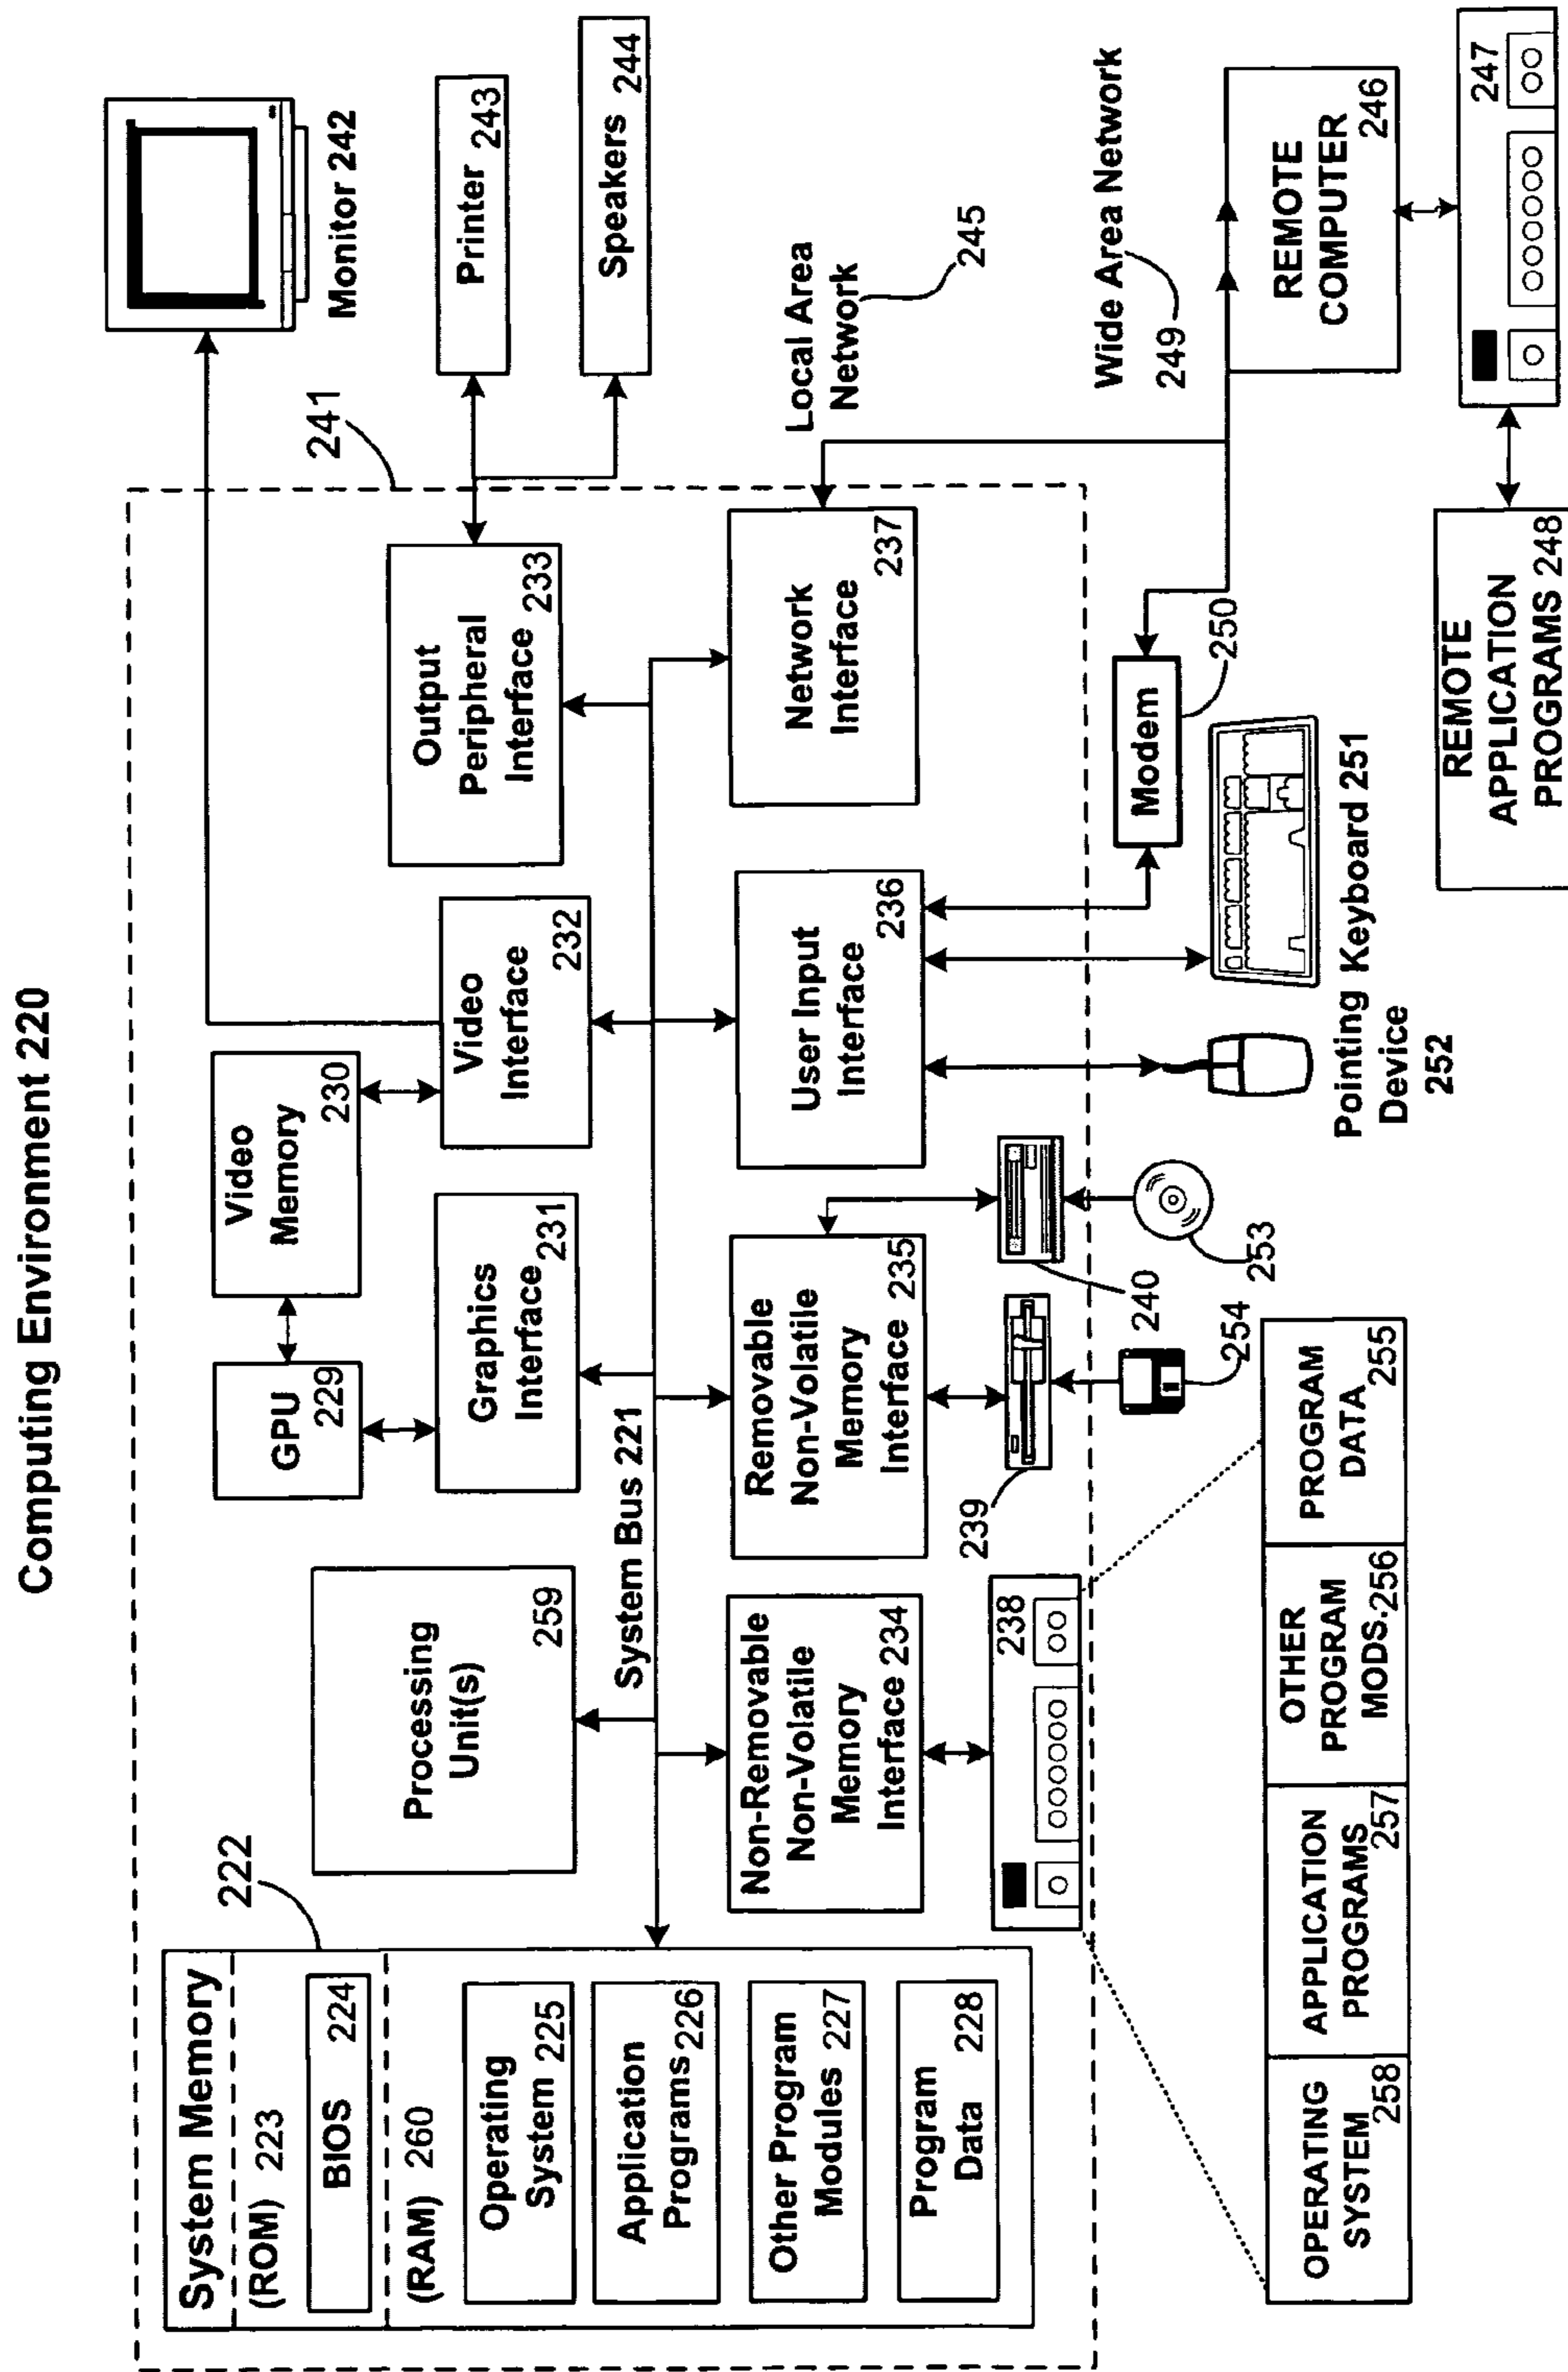 Computing Environment 220
System Memory
222
(ROM) 223
BIOS 224
(RAM) 260
Operating
System 225
Application
Programs 226
Other Program
Modules 227
Program
Data 228
Processing
Unit(s)
259
System Bus 221
GPU
229
Video
Memory
230
Graphics
Interface 231
Video
Interface
232
Output
Peripheral
Interface 233
241
Monitor 242
Printer 243
Speakers 244
Non-Removable
Non-Volatile
Memory
Interface 234
Removable
Non-Volatile
Memory
Interface 235
User Input
Interface
236
Network
Interface
237
Local Area
Network
245
238
239
240
Modem
250
Wide Area Network
249
254
253
Pointing
Device
252
Keyboard 251
REMOTE
COMPUTER
246
247
REMOTE
APPLICATION
PROGRAMS 248
OPERATING
SYSTEM
258
APPLICATION
PROGRAMS
257
OTHER
PROGRAM
MODS. 256
PROGRAM
DATA
255